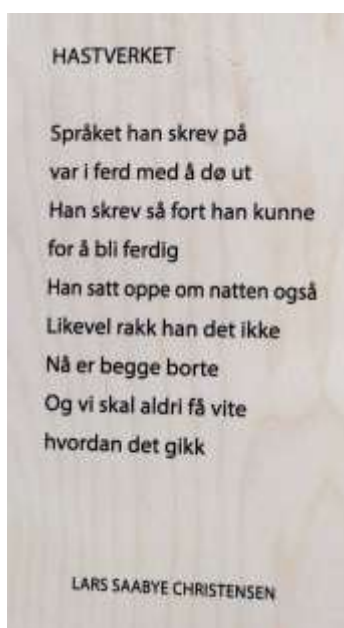 HASTVERKET
Språket han skrev på
var i ferd med å dø ut
Han skrev så fort han kunne
for å bli ferdig
Han satt oppe om natten også
Likevel rakk han det ikke
Nå er begge borte
Og vi skal aldri få vite
hvordan det gikk
LARS SAABYE CHRISTENSEN